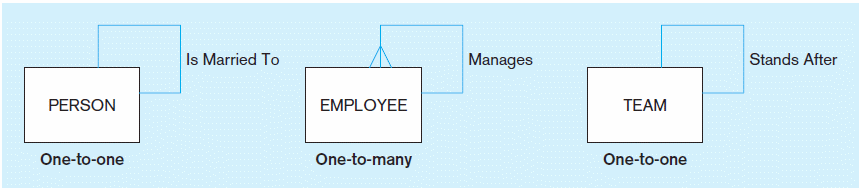 Is Married To
PERSON
One-to-one
Manages
EMPLOYEE
One-to-many
Stands After
TEAM
One-to-one